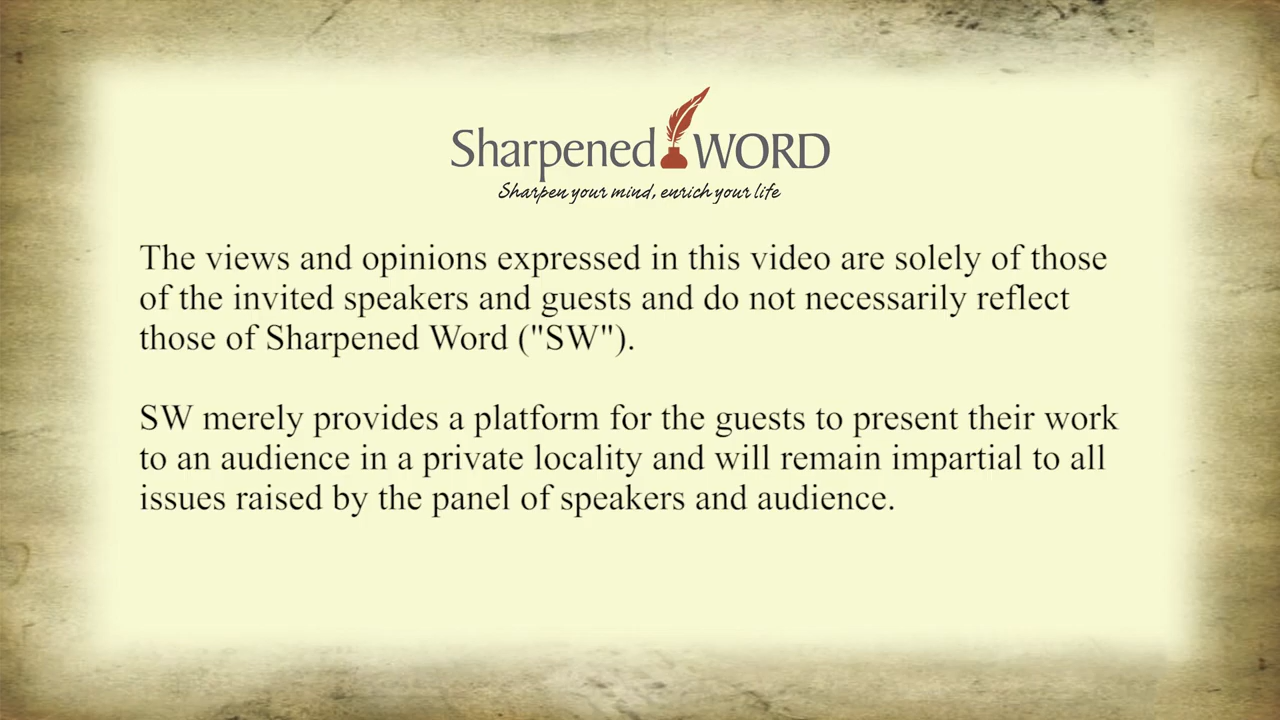 Sharpened WORD
Sharpen your mind, enrich your life
The views and opinions expressed in this video are solely of those
of the invited speakers and guests and do not necessarily reflect
those of Sharpened Word ("SW").
SW merely provides a platform for the guests to present their work
to an audience in a private locality and will remain impartial to all
issues raised by the panel of speakers and audience.